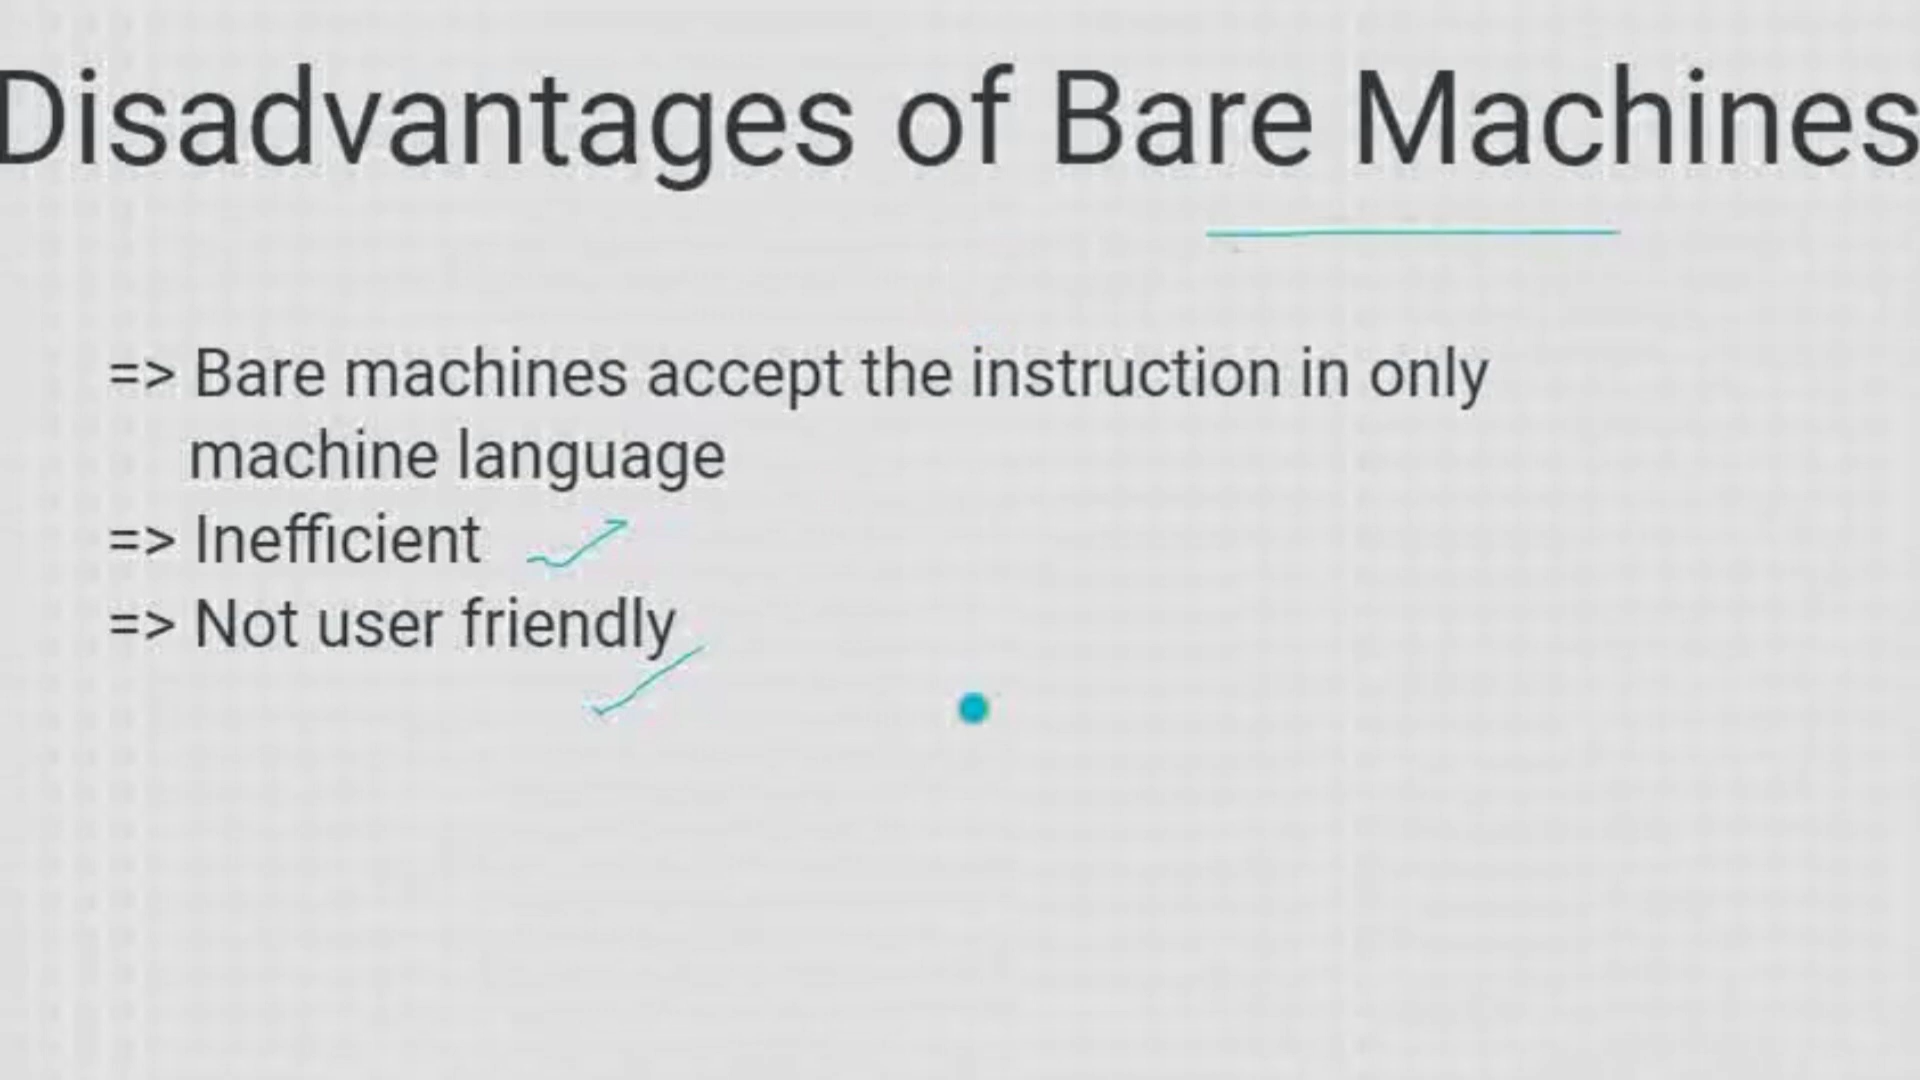 Disadvantages of Bare Machines
=> Bare machines accept the instruction in only
machine language
=> Inefficient
=> Not user friendly